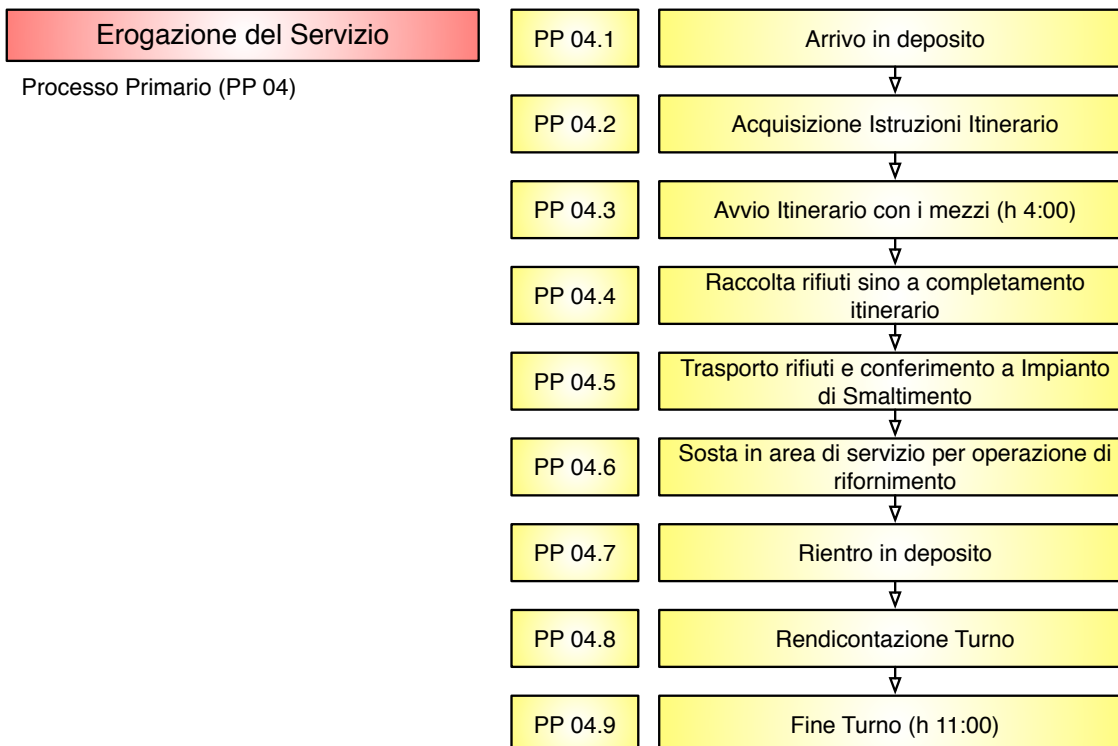 Erogazione del Servizio
Processo Primario (PP 04)
PP 04.1
Arrivo in deposito
PP 04.2
Acquisizione Istruzioni Itinerario
PP 04.3
Avvio Itinerario con i mezzi (h 4:00)
PP 04.4
Raccolta rifiuti sino a completamento
itinerario
PP 04.5
Trasporto rifiuti e conferimento a Impianto
di Smaltimento
PP 04.6
Sosta in area di servizio per operazione di
rifornimento
PP 04.7
Rientro in deposito
PP 04.8
Rendicontazione Turno
PP 04.9
Fine Turno (h 11:00)